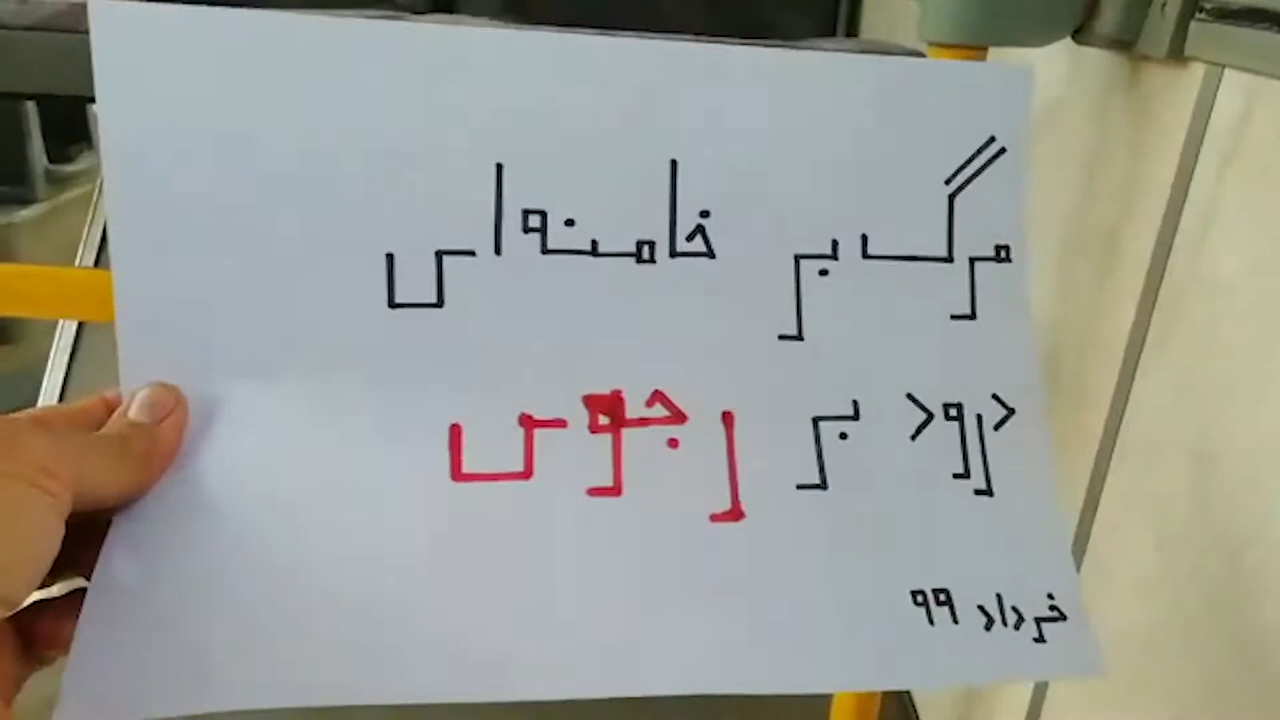 مرگ بر خامنه‌ای
درود بر رجوی
خرداد ۹۹